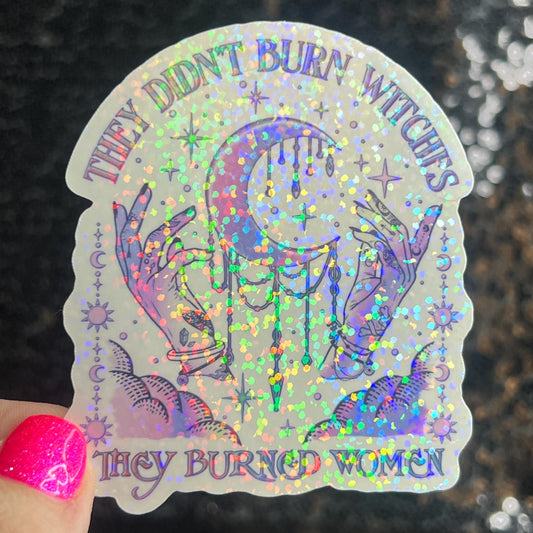 THEY DIDN'T BURN WITCHES
THEY BURNED WOMEN